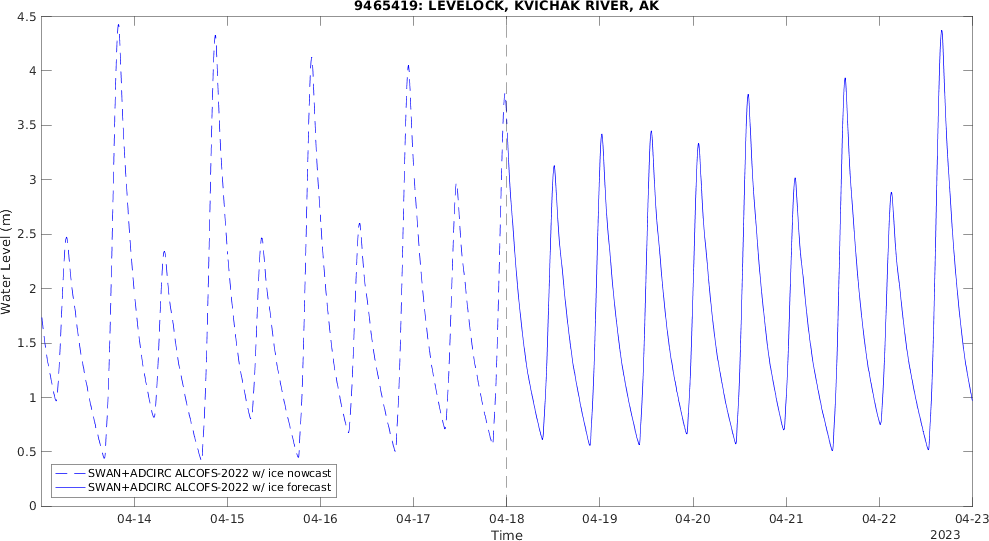 9465419: LEVELOCK, KVICHAK RIVER, AK
4.5
4
3.5
3
2.5
2
1.5
1
0.5
0
Water Level (m)
SWAN+ADCIRC ALCOFS-2022 w/ ice nowcast
SWAN+ADCIRC ALCOFS-2022 w/ ice forecast
04-14 04-15 04-16 04-17 04-18 04-19 04-20 04-21 04-22 04-23
Time
2023